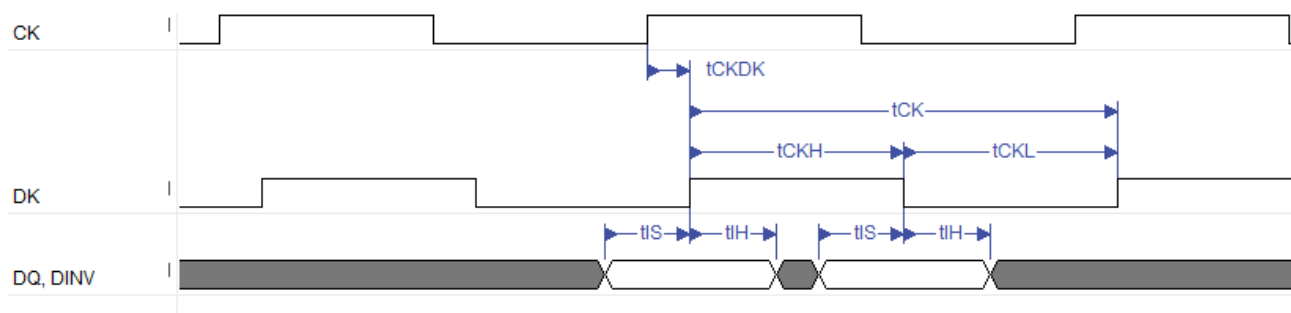 CK
tCKDK
tCK
tCKH tCKL
DK
tIS tIH tIS tIH
DQ, DINV